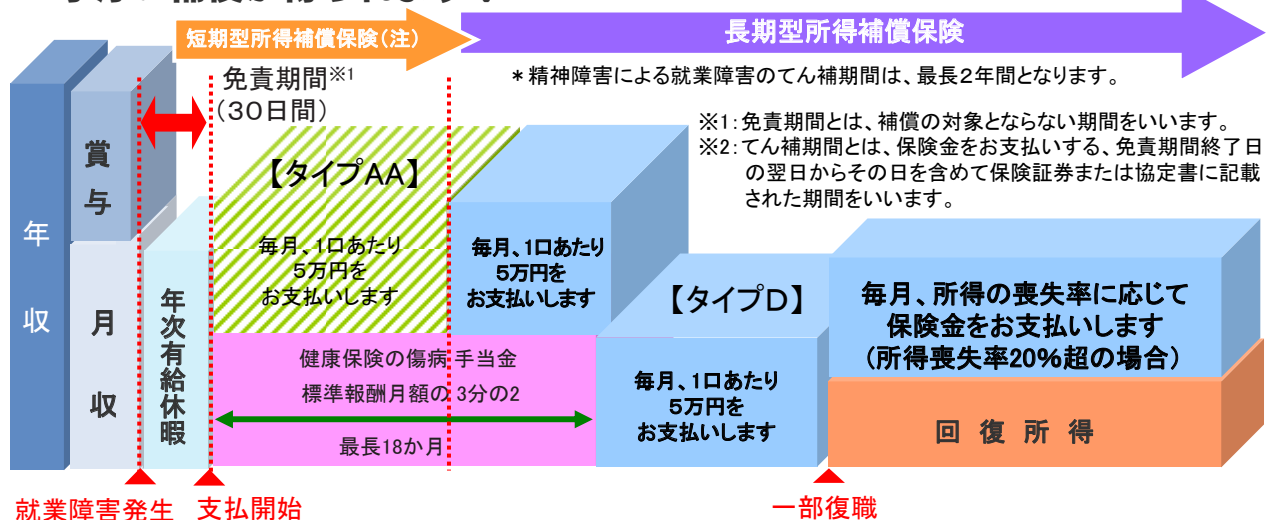 短期型所得補償保険(注)
長期型所得補償保険
免責期間※1
(30日間)
*精神障害による就業障害のてん補期間は、最長2年間となります。
※1:免責期間とは、補償の対象とならない期間をいいます。
※2:てん補期間とは、保険金をお支払いする、免責期間終了日
の翌日からその日を含めて保険証券または協定書に記載
された期間をいいます。
年収
賞与
月収
年次有給休暇
【タイプAA】
毎月、1口あたり
5万円を
お支払いします
毎月、1口あたり
5万円を
お支払いします
健康保険の傷病 手当金
標準報酬月額の 3分の2
最長18か月
【タイプD】
毎月、1口あたり
5万円を
お支払いします
毎月、所得の喪失率に応じて
保険金をお支払いします
(所得喪失率20%超の場合)
回復所得
就業障害発生
支払開始
一部復職